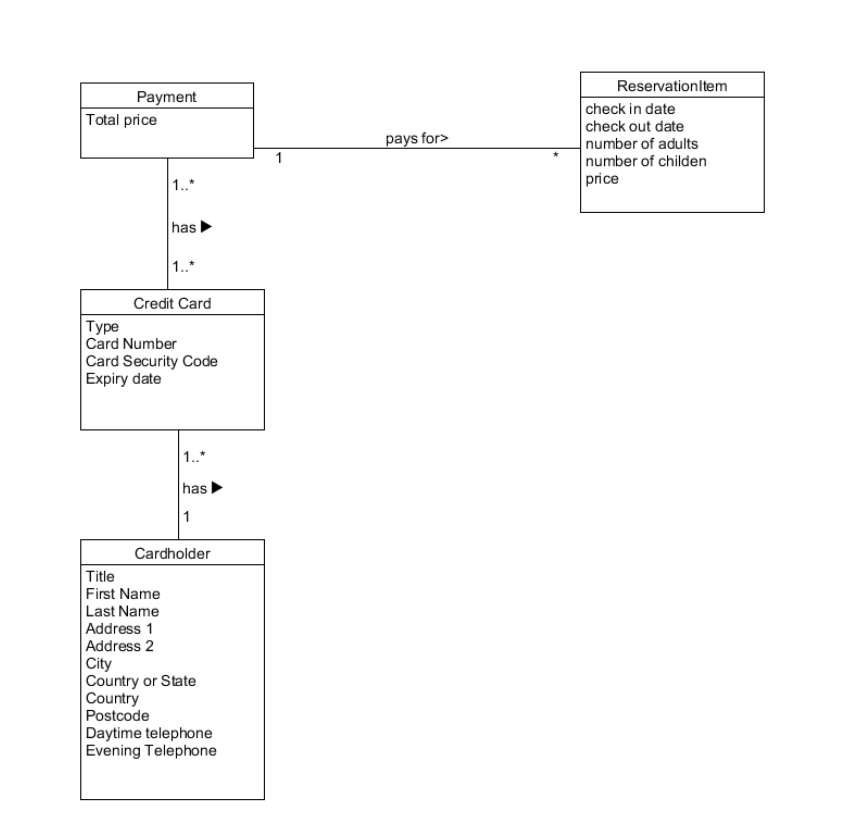 Payment
Total price
ReservationItem
check in date
check out date
number of adults
number of childen
price
pays for>
1
*
1..*
has ▶
1..*
Credit Card
Type
Card Number
Card Security Code
Expiry date
1..*
has ▶
1
Cardholder
Title
First Name
Last Name
Address 1
Address 2
City
Country or State
Country
Postcode
Daytime telephone
Evening Telephone